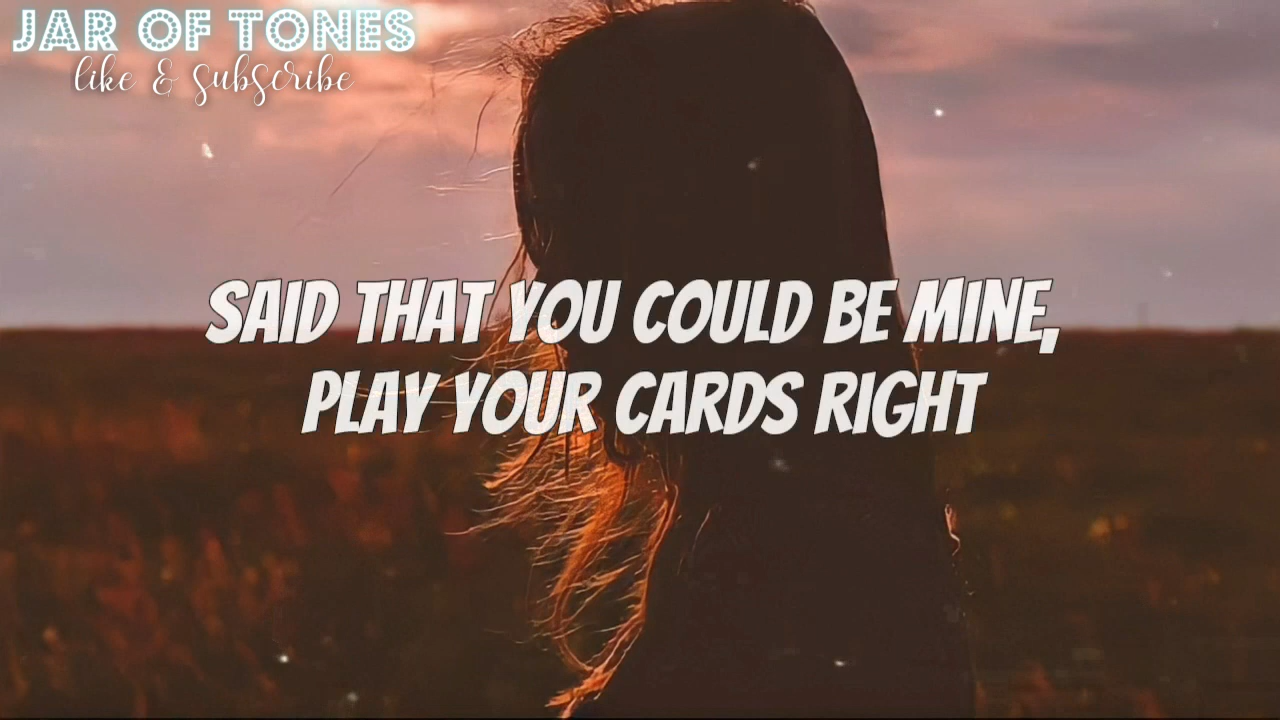 JAR OF TONES
like & subscribe
SAID THAT YOU COULD BE MINE,
PLAY YOUR CARDS RIGHT